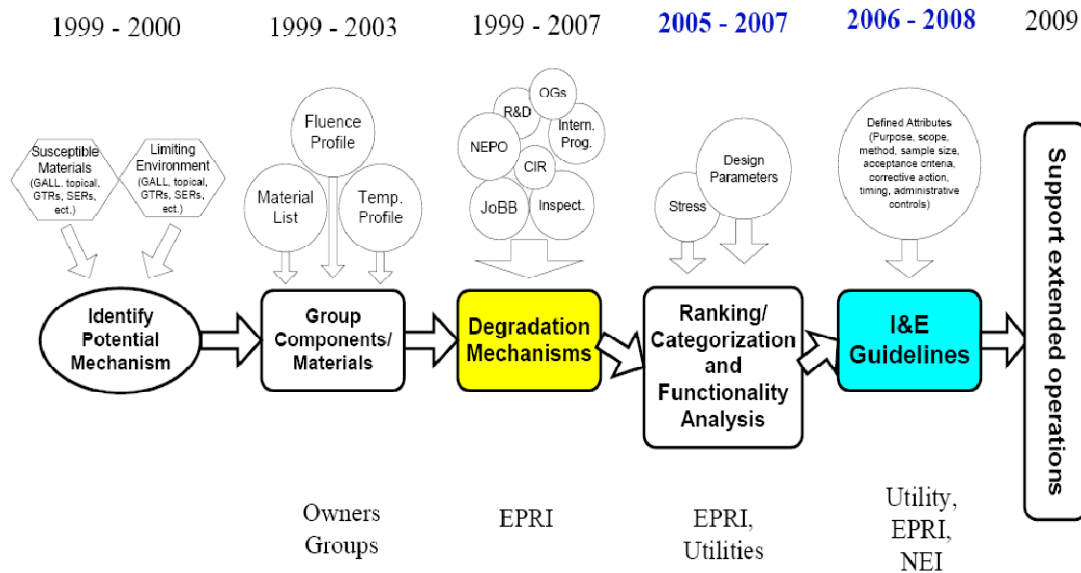 1999 - 2000
1999 - 2003
1999 - 2007
2005 - 2007
2006 - 2008
2009
Susceptible
Materials
(GALL. topical,
GTRs, SERs,
ect.)
Limiting
Environment
(GALL, topical,
GTRs, SERs,
ect.)
Fluence
Profile
Material
List
Temp.
Profile
OGs
R&D
Intern.
Prog.
NEPO
CIR
JoBB
Inspect.
Design
Parameters
Stress
Defined Attributes
(Purpose, scope,
method, sample size,
acceptance criteria,
corrective action,
timing, administrative
controls)
Identify
Potential
Mechanism
Group
Components/
Materials
Degradation
Mechanisms
Ranking/
Categorization
and
Functionality
Analysis
I&E
Guidelines
Support extended operations
Owners
Groups
EPRI
EPRI,
Utilities
Utility,
EPRI,
NEI